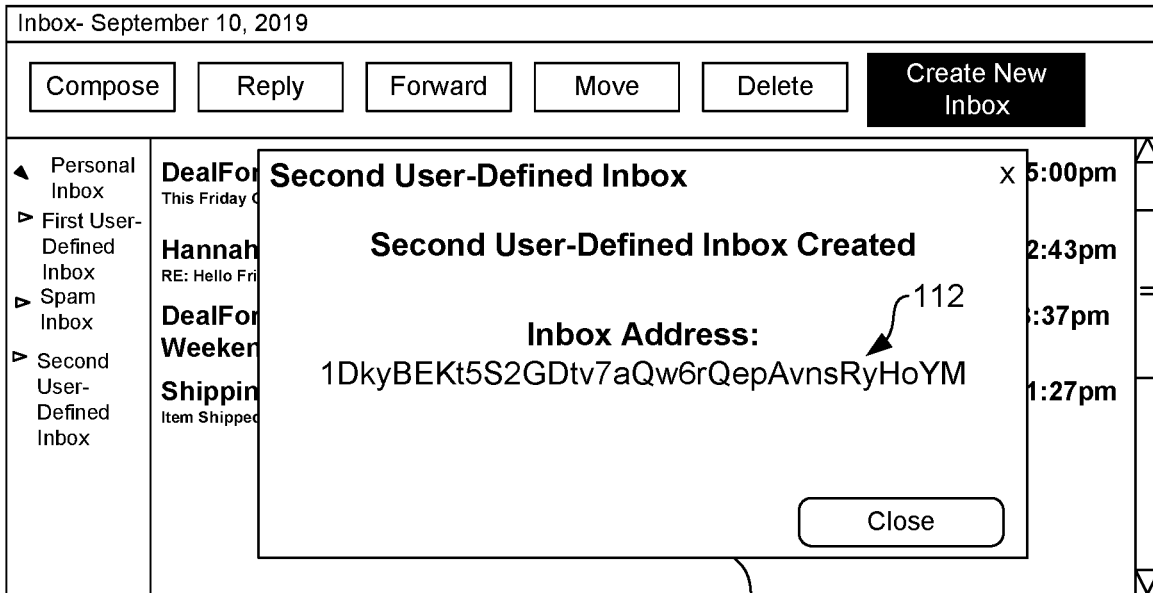 Inbox- September 10, 2019
Compose
Reply
Forward
Move
Delete
Create New
Inbox
Personal
Inbox
First User-
Defined
Inbox
Spam
Inbox
Second
User-
Defined
Inbox
DealFor
This Friday
Hannah
RE: Hello Fri
DealFor
Weeken
Shippin
Item Shipped
5:00pm
2:43pm
:37pm
1:27pm
Second User-Defined Inbox
x
Second User-Defined Inbox Created
112
Inbox Address:
1DkyBEKt5S2GDtv7aQw6rQepAvnsRyHoYM
Close